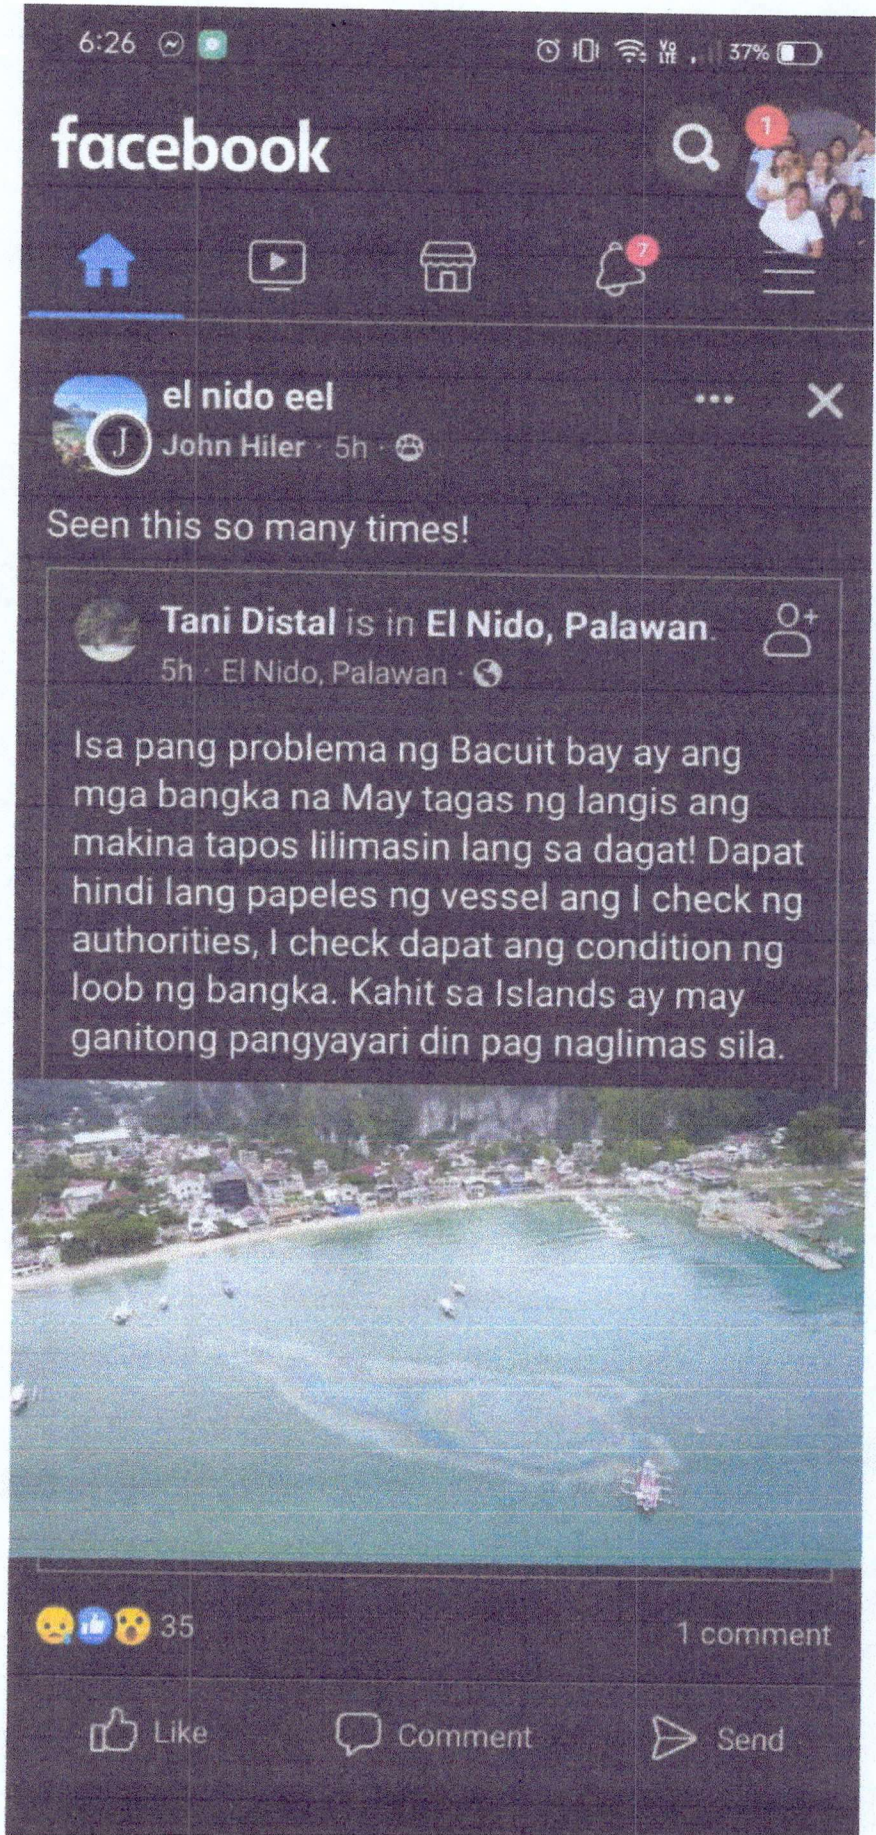 6:26
Vo
LTE
37%
facebook
1
7
el nido eel
J
John Hiler · 5h ·
Seen this so many times!
Tani Distal is in El Nido, Palawan.
5h · El Nido, Palawan ·
Isa pang problema ng Bacuit bay ay ang
mga bangka na May tagas ng langis ang
makina tapos lilimasin lang sa dagat! Dapat
hindi lang papeles ng vessel ang I check ng
authorities, I check dapat ang condition ng
loob ng bangka. Kahit sa Islands ay may
ganitong pangyayari din pag naglimas sila.
35
1 comment
Like
Comment
Send